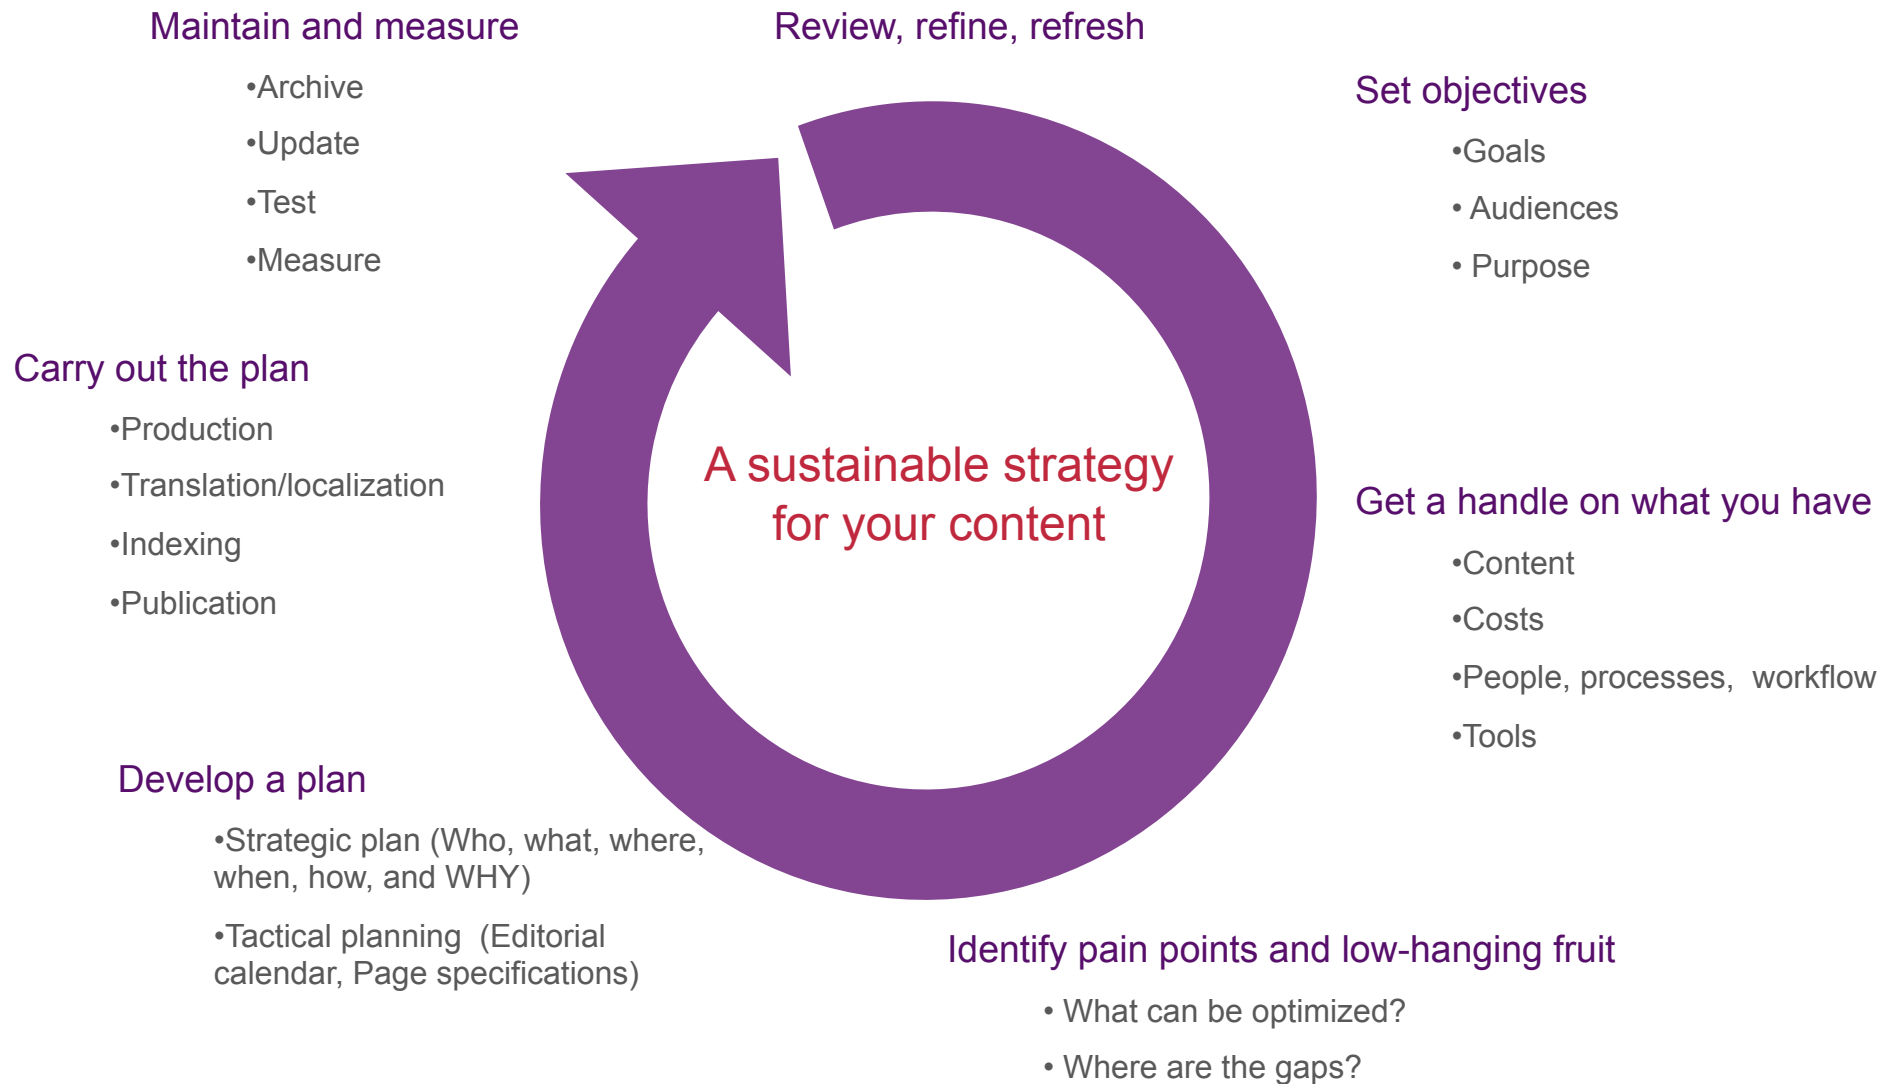 Maintain and measure
•Archive
•Update
•Test
•Measure
Review, refine, refresh
Set objectives
•Goals
• Audiences
• Purpose
Carry out the plan
•Production
•Translation/localization
•Indexing
•Publication
A sustainable strategy
for your content
Get a handle on what you have
•Content
•Costs
•People, processes,  workflow
•Tools
Develop a plan
•Strategic plan (Who, what, where,
when, how, and WHY)
•Tactical planning  (Editorial
calendar, Page specifications)
Identify pain points and low-hanging fruit
• What can be optimized?
• Where are the gaps?